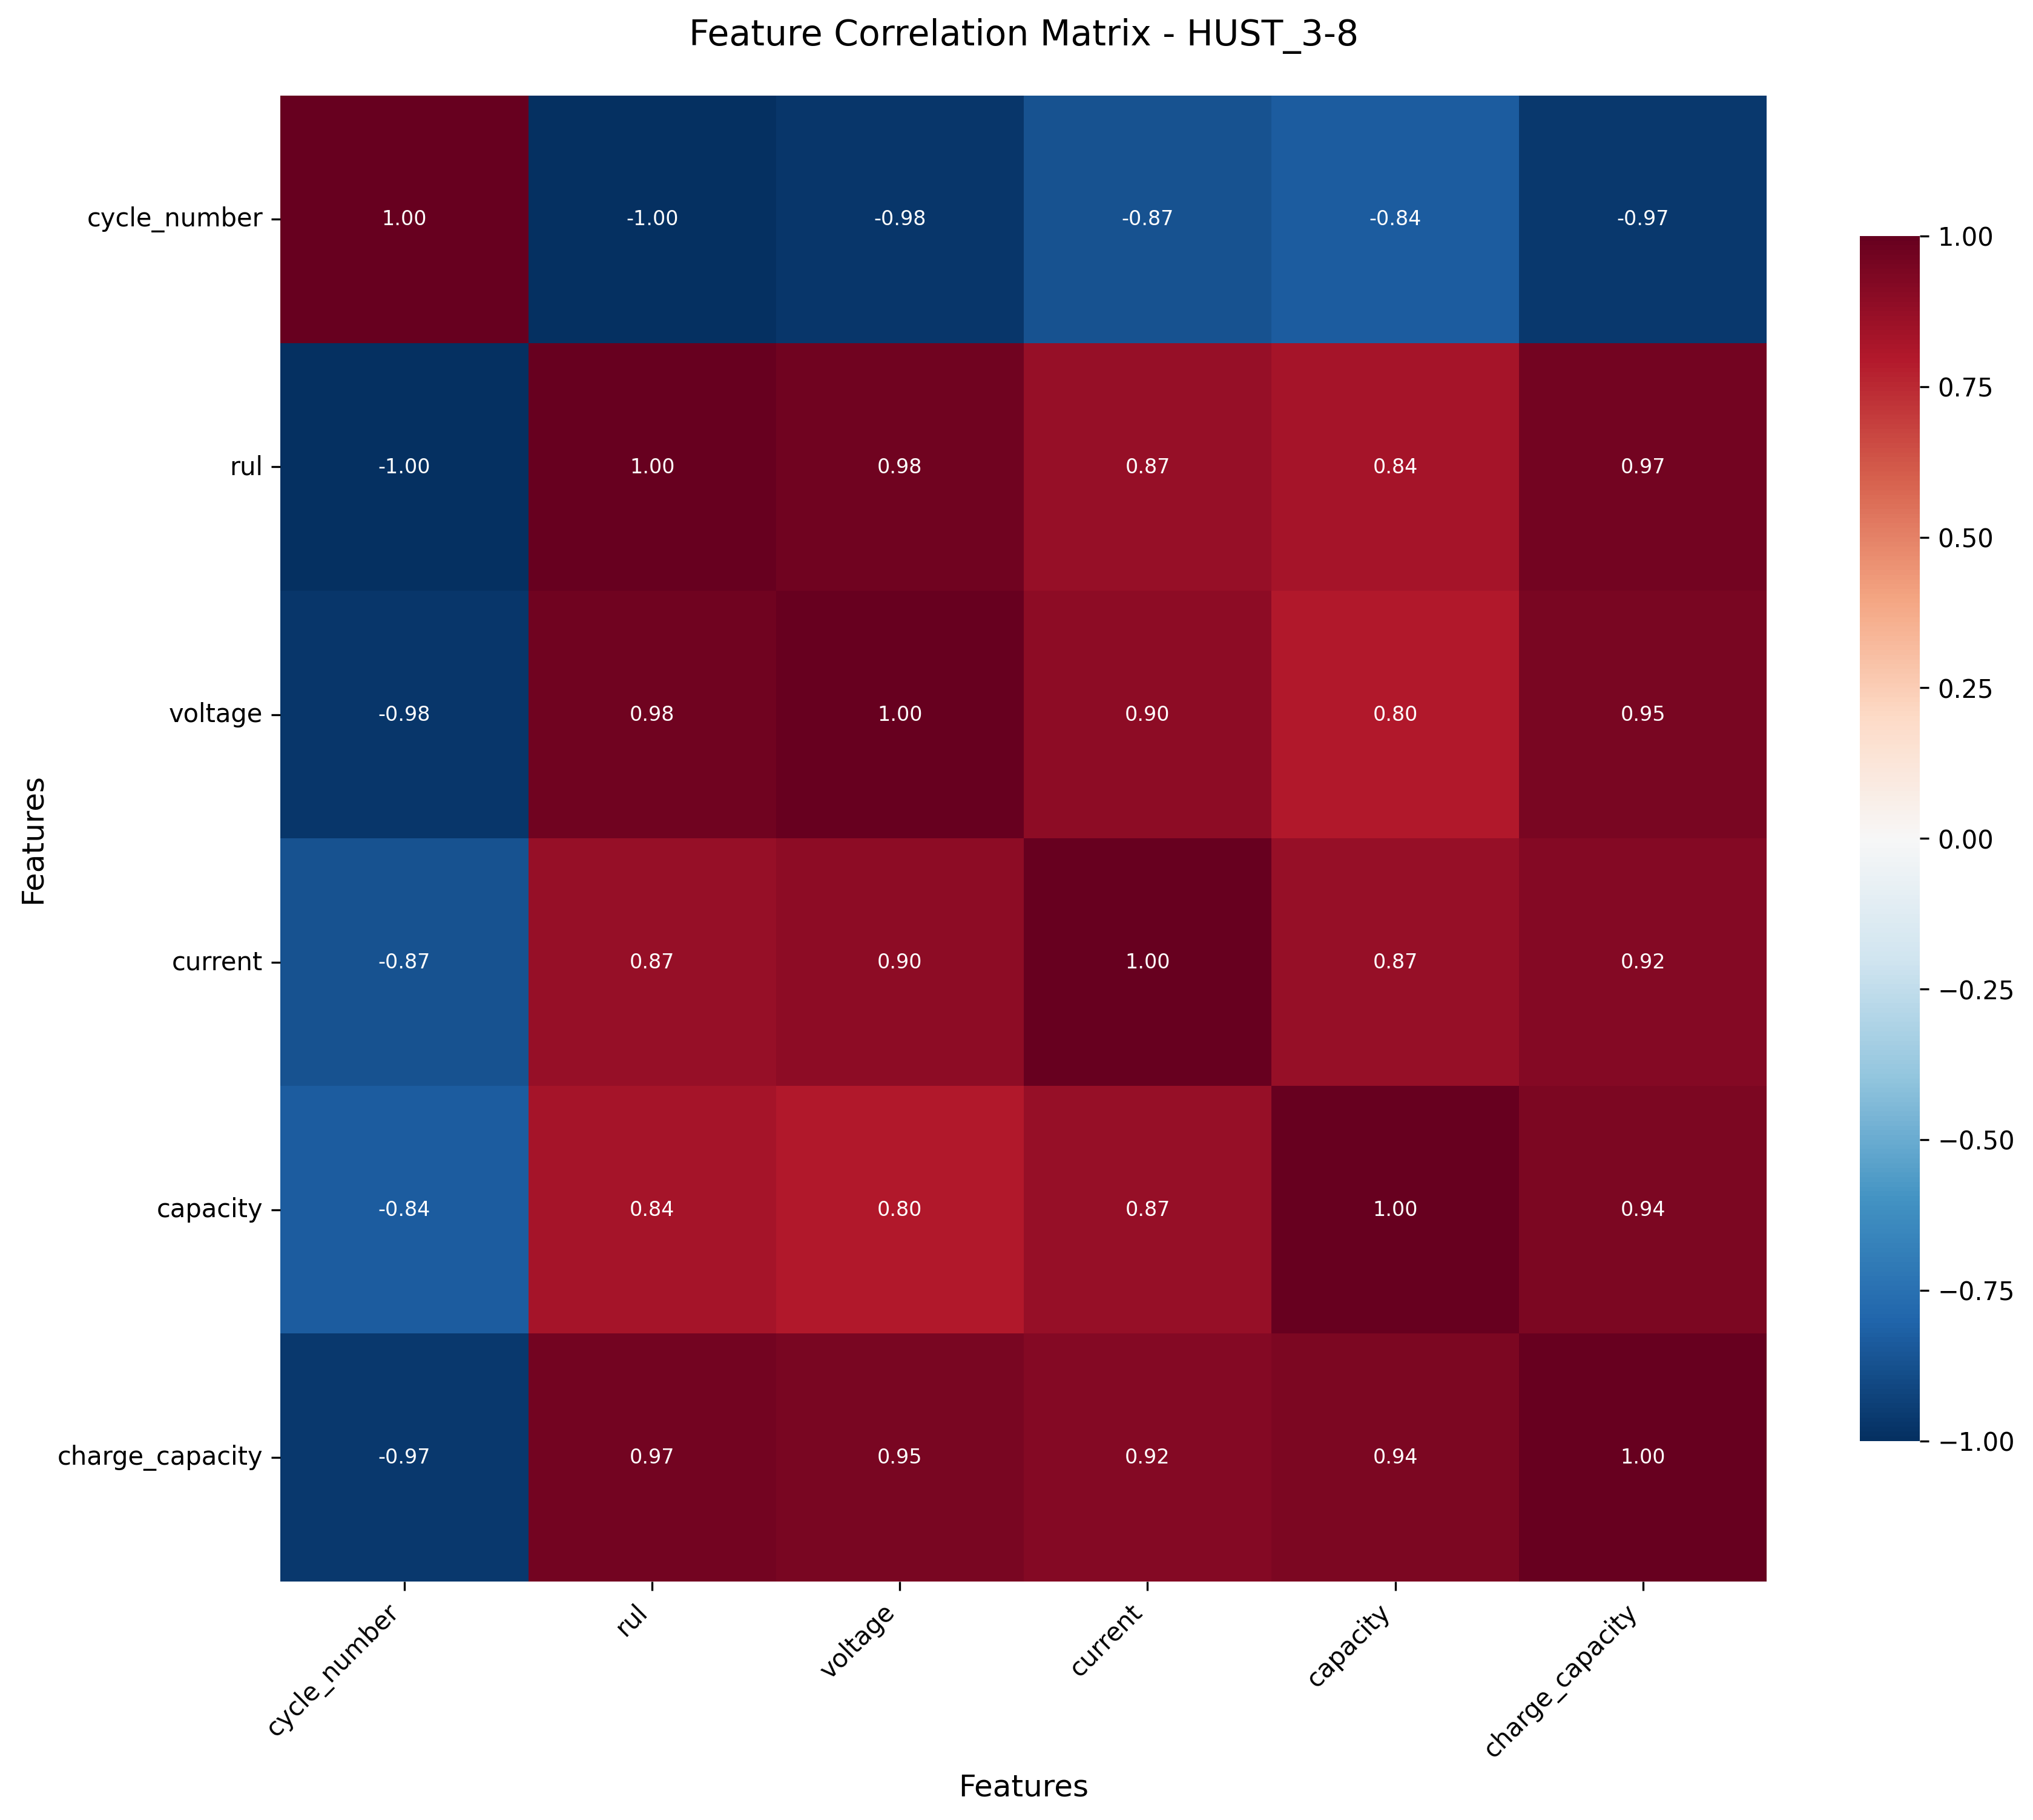 Feature Correlation Matrix - HUST_3-8
Features
cycle_number 1.00 -1.00 -0.98 -0.87 -0.84 -0.97
rul -1.00 1.00 0.98 0.87 0.84 0.97
voltage -0.98 0.98 1.00 0.90 0.80 0.95
current -0.87 0.87 0.90 1.00 0.87 0.92
capacity -0.84 0.84 0.80 0.87 1.00 0.94
charge_capacity -0.97 0.97 0.95 0.92 0.94 1.00
cycle_number rul voltage current capacity charge_capacity
Features
1.00
0.75
0.50
0.25
0.00
−0.25
−0.50
−0.75
−1.00